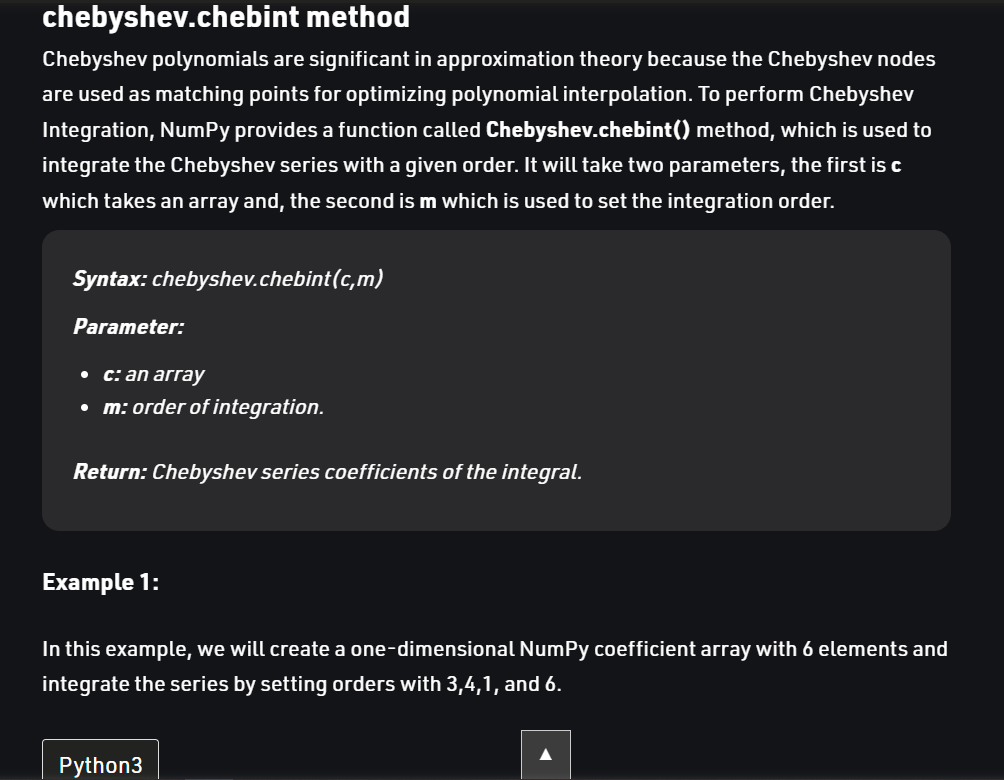 chebyshev.chebint method
Chebyshev polynomials are significant in approximation theory because the Chebyshev nodes
are used as matching points for optimizing polynomial interpolation. To perform Chebyshev
Integration, NumPy provides a function called Chebyshev.chebint() method, which is used to
integrate the Chebyshev series with a given order. It will take two parameters, the first is c
which takes an array and, the second is m which is used to set the integration order.
Syntax: chebyshev.chebint(c,m)
Parameter:
• c: an array
• m: order of integration.
Return: Chebyshev series coefficients of the integral.
Example 1:
In this example, we will create a one-dimensional NumPy coefficient array with 6 elements and
integrate the series by setting orders with 3,4,1, and 6.
Python3
▲